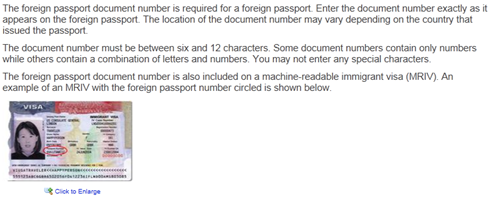 The foreign passport document number is required for a foreign passport. Enter the document number exactly as it
appears on the foreign passport. The location of the document number may vary depending on the country that
issued the passport.
The document number must be between six and 12 characters. Some document numbers contain only numbers
while others contain a combination of letters and numbers. You may not enter any special characters.
The foreign passport document number is also included on a machine-readable immigrant visa (MRIV). An
example of an MRIV with the foreign passport number circled is shown below.
VISA
Click to Enlarge